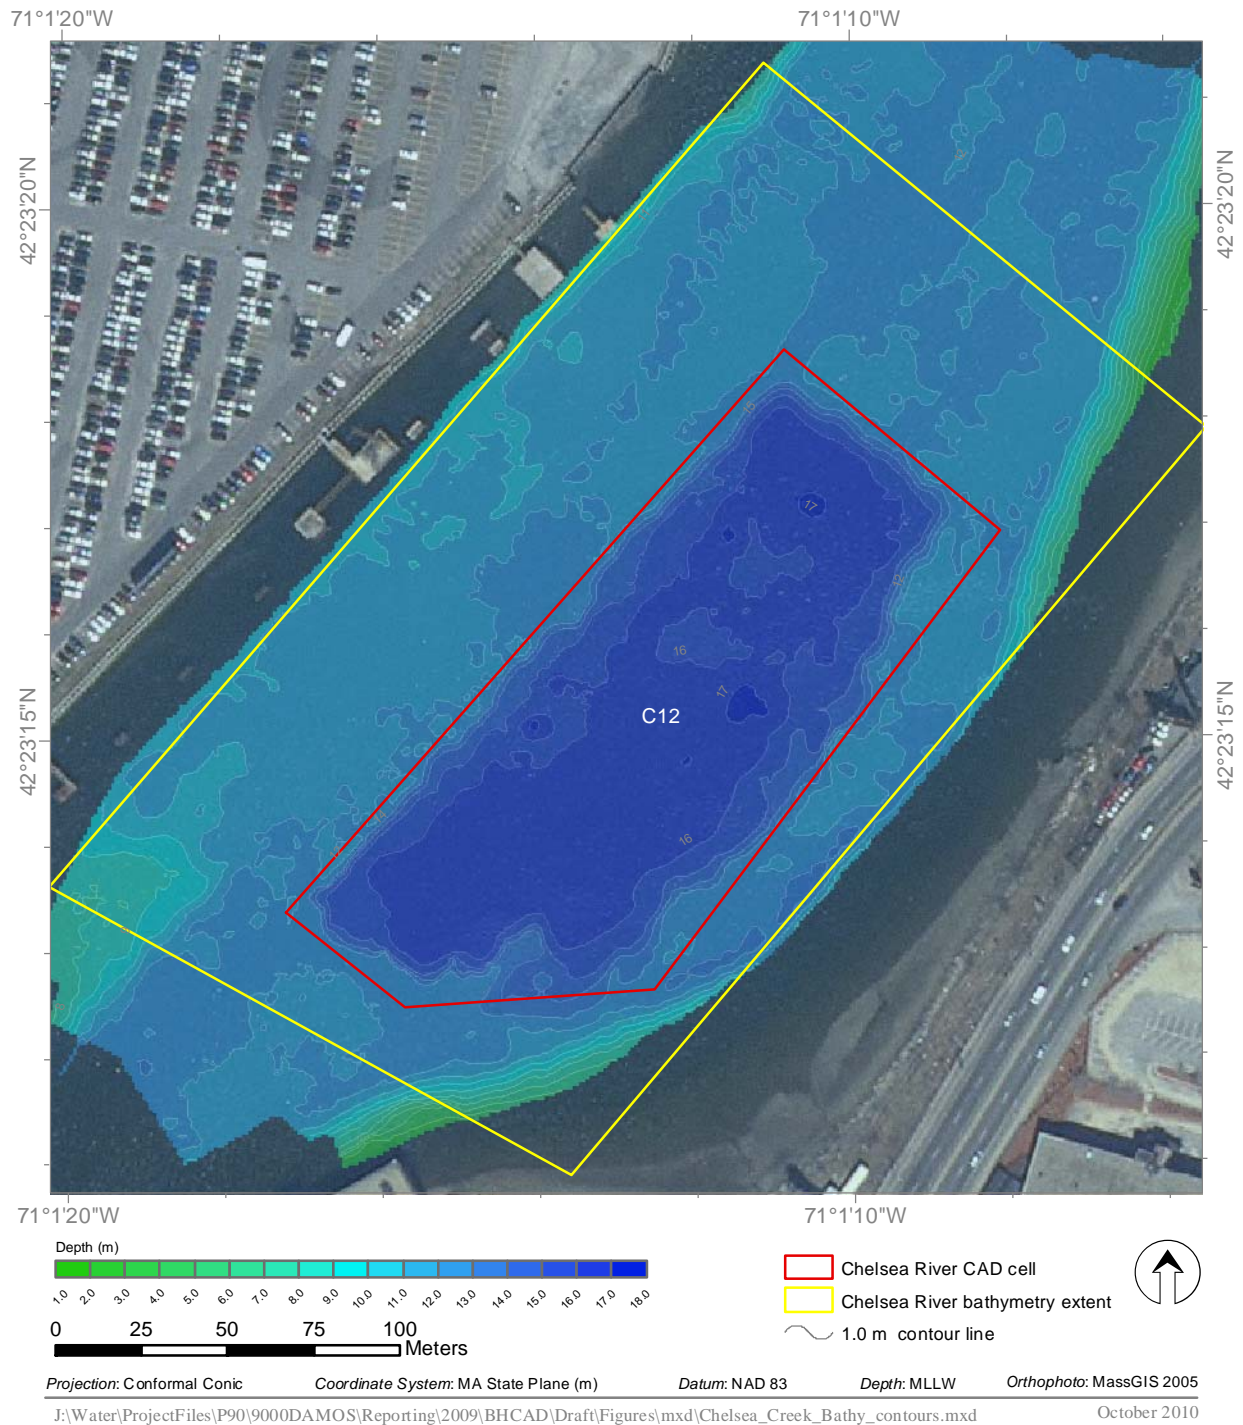 71°1'20"W 71°1'10"W
42°23'20"N 42°23'20"N
15
17
12
16
17
C12
42°23'15"N 42°23'15"N
16
71°1'20"W 71°1'10"W
Depth (m)
1.0 2.0 3.0 4.0 5.0 6.0 7.0 8.0 9.0 10.0 11.0 12.0 13.0 14.0 15.0 16.0 17.0 18.0
0 25 50 75 100
Meters
Chelsea River CAD cell
Chelsea River bathymetry extent
1.0 m contour line
Projection: Conformal Conic Coordinate System: MA State Plane (m) Datum: NAD 83 Depth: MLLW Orthophoto: MassGIS 2005
J:\Water\ProjectFiles\P90\9000DAMOS\Reporting\2009\BHCAD\Draft\Figures\mxd\Chelsea_Creek_Bathy_contours.mxd October 2010